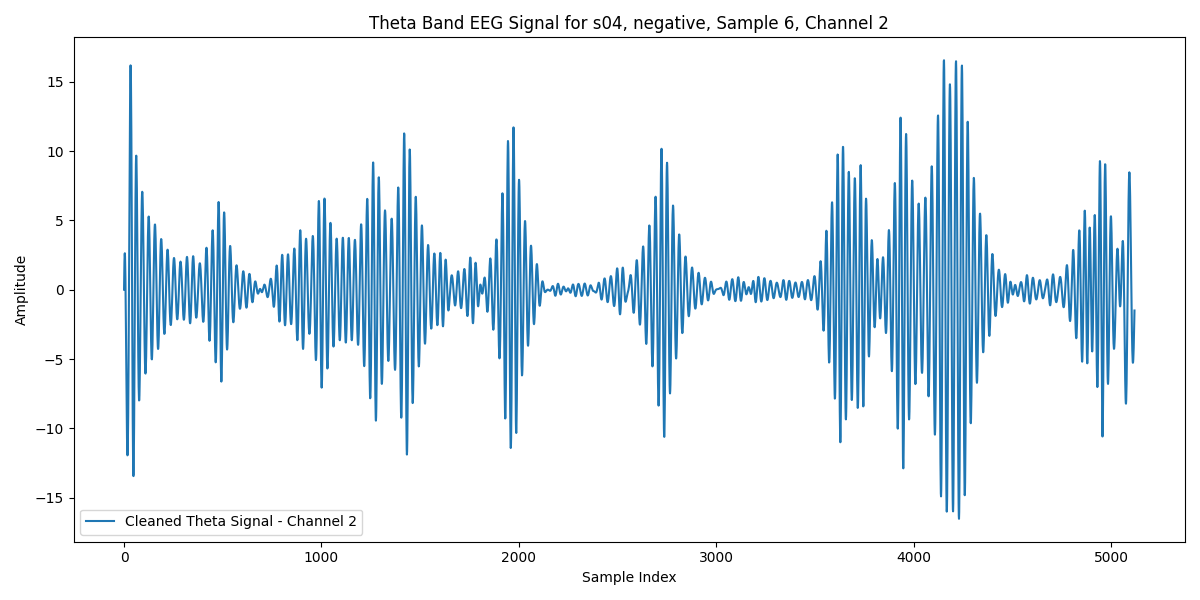 Theta Band EEG Signal for s04, negative, Sample 6, Channel 2
Amplitude
15
10
5
0
−5
−10
−15
Cleaned Theta Signal - Channel 2
0 1000 2000 3000 4000 5000
Sample Index